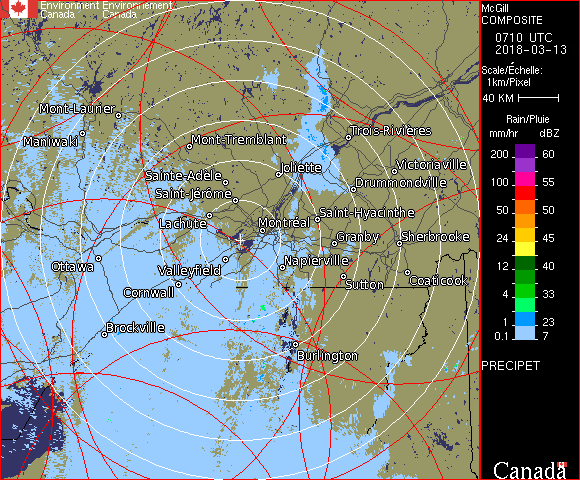 Environment Environnement
Canada Canada
McGill
COMPOSITE
0710 UTC
2018-03-13
Scale/Échelle:
1km/Pixel
40 KM
Rain/Pluie
mm/hr dBZ
200 60
100 55
50 50
24 45
12 40
4 33
1 23
0.1 7
PRECIPET
Canada
Mont-Laurier
Maniwaki
Mont-Tremblant
Trois-Rivières
Sainte-Adèle
Joliette
Victoriaville
Saint-Jérôme
Drummondville
Lachute
Montréal
Saint-Hyacinthe
Granby
Sherbrooke
Ottawa
Valleyfield
Napierville
Cornwall
Sutton
Coaticook
Brockville
Burlington